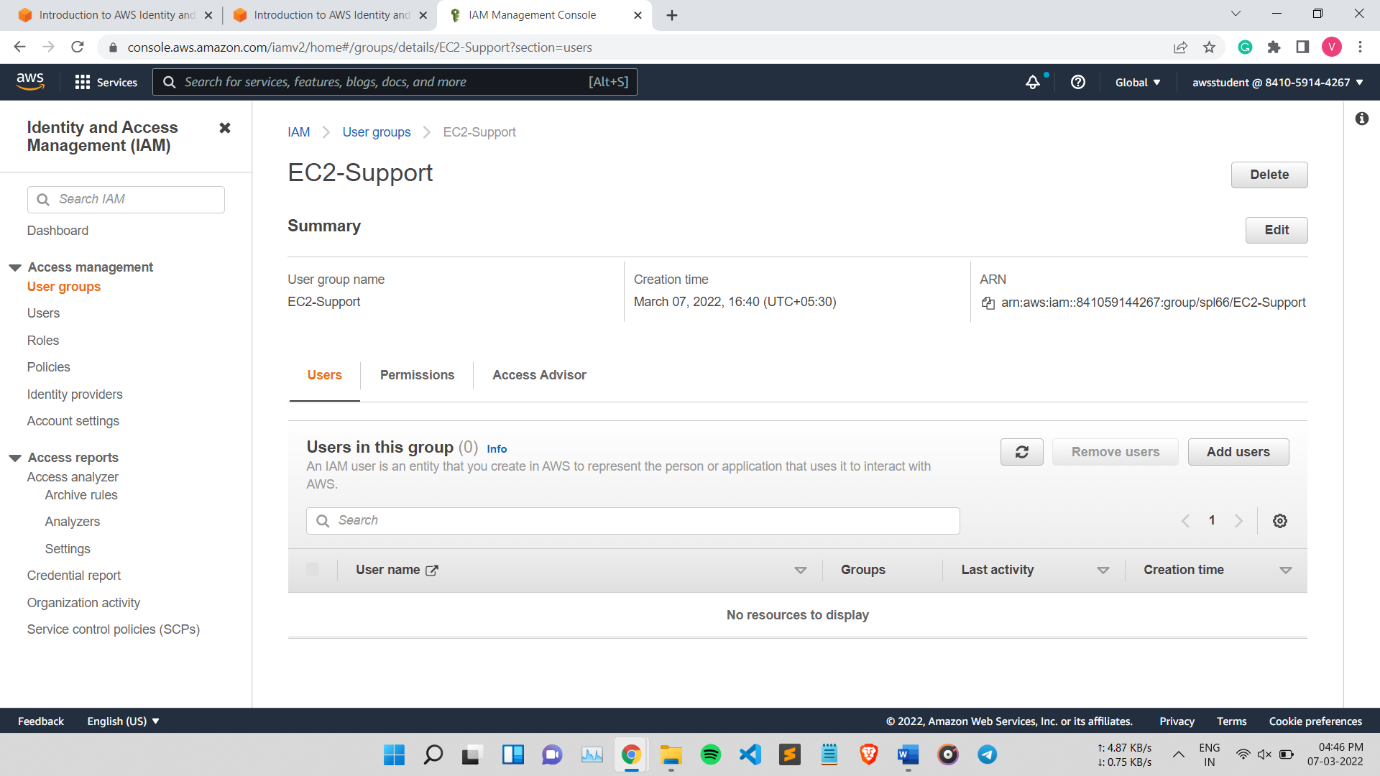 Introduction to AWS Identity and
Introduction to AWS Identity and
IAM Management Console
console.aws.amazon.com/iamv2/home#/groups/details/EC2-Support?section=users
V
aws
Services
Search for services, features, blogs, docs, and more
[Alt+S]
Global
awsstudent @ 8410-5914-4267
Identity and Access
Management (IAM)
Search IAM
Dashboard
Access management
User groups
Users
Roles
Policies
Identity providers
Account settings
Access reports
Access analyzer
Archive rules
Analyzers
Settings
Credential report
Organization activity
Service control policies (SCPs)
IAM
User groups
EC2-Support
EC2-Support
Delete
Summary
Edit
User group name
EC2-Support
Creation time
March 07, 2022, 16:40 (UTC+05:30)
ARN
arn:aws:iam::841059144267:group/spl66/EC2-Support
Users
Permissions
Access Advisor
Users in this group (0) Info
An IAM user is an entity that you create in AWS to represent the person or application that uses it to interact with
AWS.
Remove users
Add users
Search
1
User name
Groups
Last activity
Creation time
No resources to display
Feedback
English (US)
© 2022, Amazon Web Services, Inc. or its affiliates.
Privacy
Terms
Cookie preferences
↑: 4.87 KB/s
↓: 0.75 KB/s
ENG
IN
04:46 PM
07-03-2022